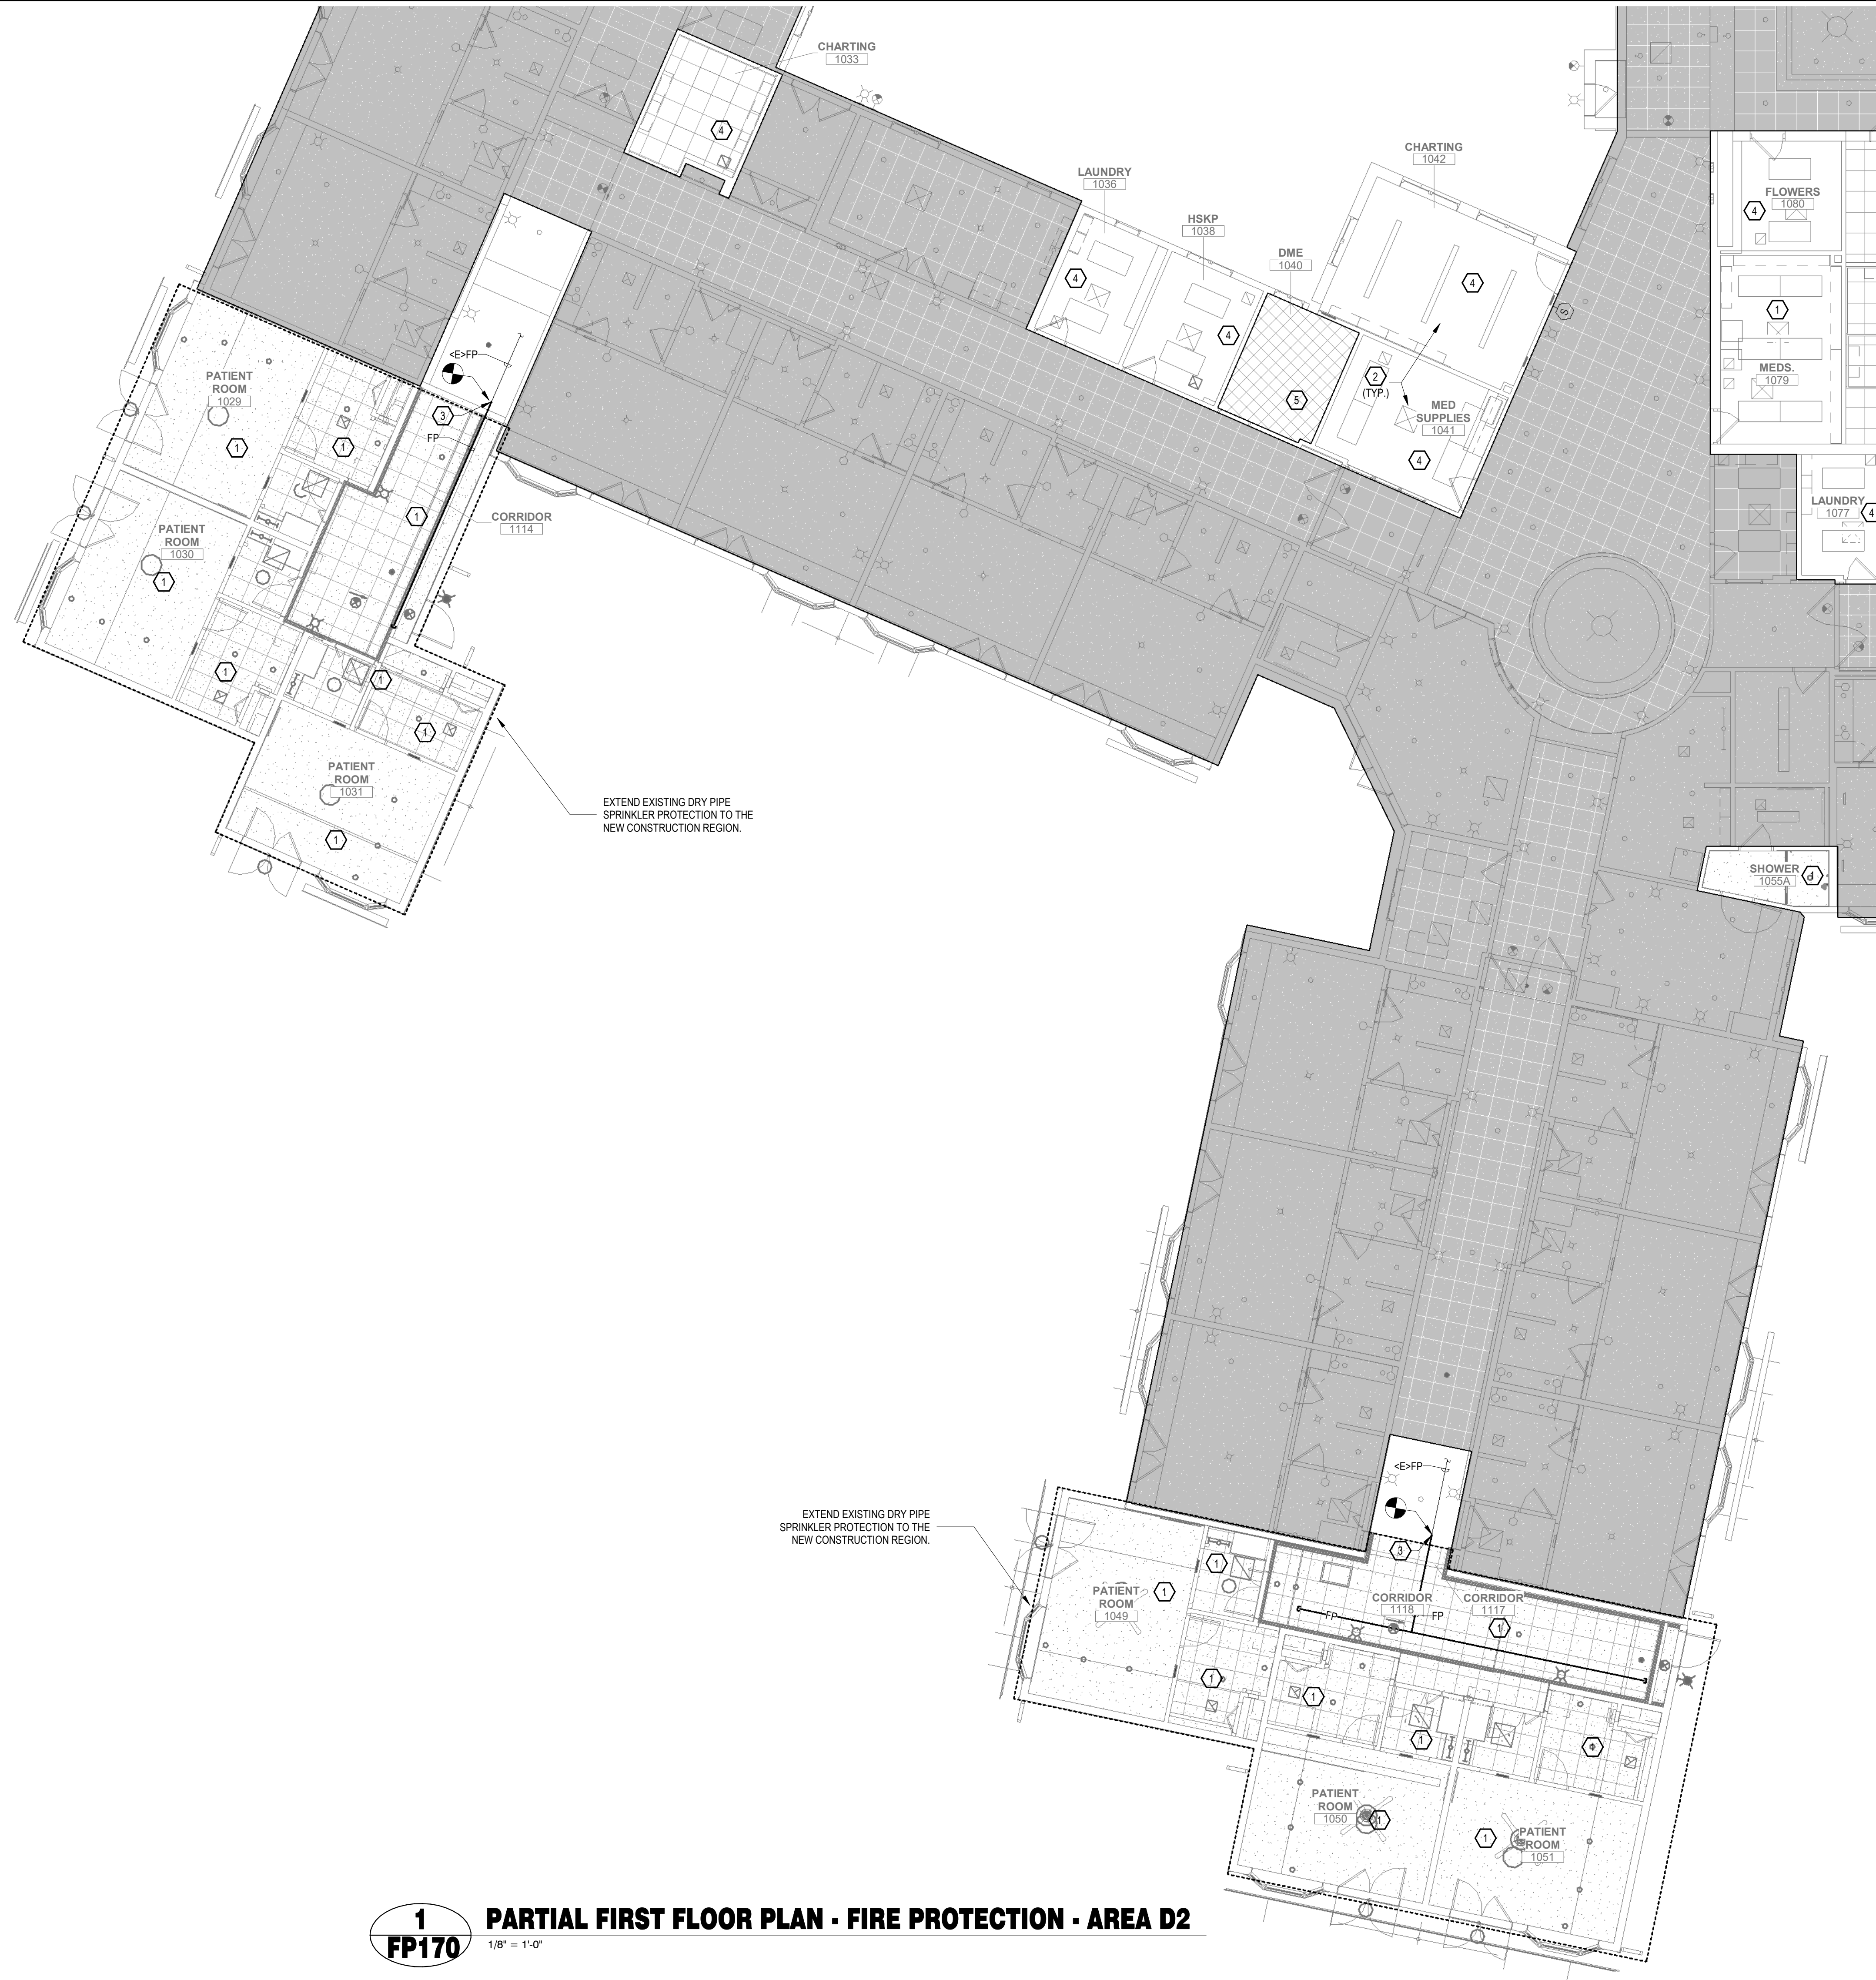 CHARTING
1033
4
CHARTING
1042
LAUNDRY
1036
4
HSKP
1038
4
DME
1040
5
4
2
(TYP.)
MED
SUPPLIES
1041
4
S
FLOWERS
1080
4
1
MEDS.
1079
LAUNDRY
1077
4
<E>FP
3
FP
PATIENT
ROOM
1029
1
1
1
CORRIDOR
1114
PATIENT
ROOM
1030
1
1
1
1
PATIENT
ROOM
1031
1
EXTEND EXISTING DRY PIPE
SPRINKLER PROTECTION TO THE
NEW CONSTRUCTION REGION.
SHOWER
1055A
<E>FP
3
EXTEND EXISTING DRY PIPE
SPRINKLER PROTECTION TO THE
NEW CONSTRUCTION REGION.
1
PATIENT
ROOM
1049
1
CORRIDOR
1118
CORRIDOR
1117
FP
FP
1
1
1
1
PATIENT
ROOM
1050
1
1
PATIENT
ROOM
1051
1
FP170
PARTIAL FIRST FLOOR PLAN - FIRE PROTECTION - AREA D2
1/8" = 1'-0"